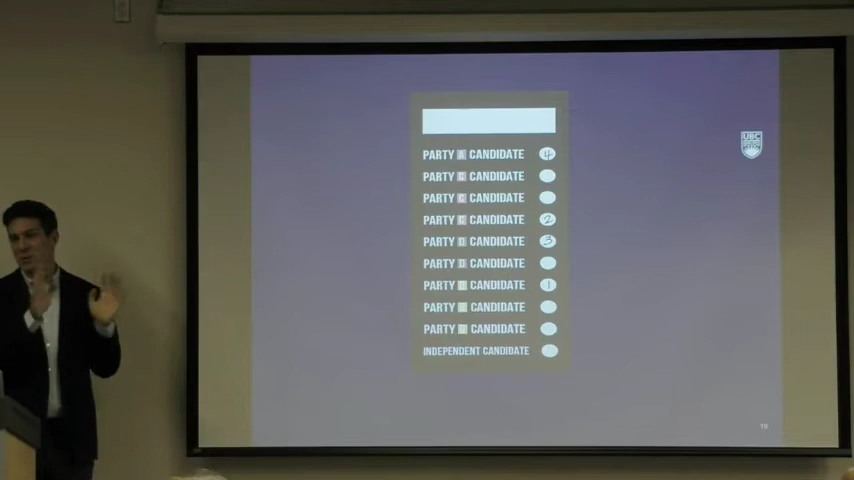 UBC
PARTY A CANDIDATE 4
PARTY CANDIDATE
PARTY C CANDIDATE
PARTY C CANDIDATE 2
PARTY D CANDIDATE 3
PARTY D CANDIDATE
PARTY CANDIDATE 1
PARTY CANDIDATE
PARTY CANDIDATE
INDEPENDENT CANDIDATE
19